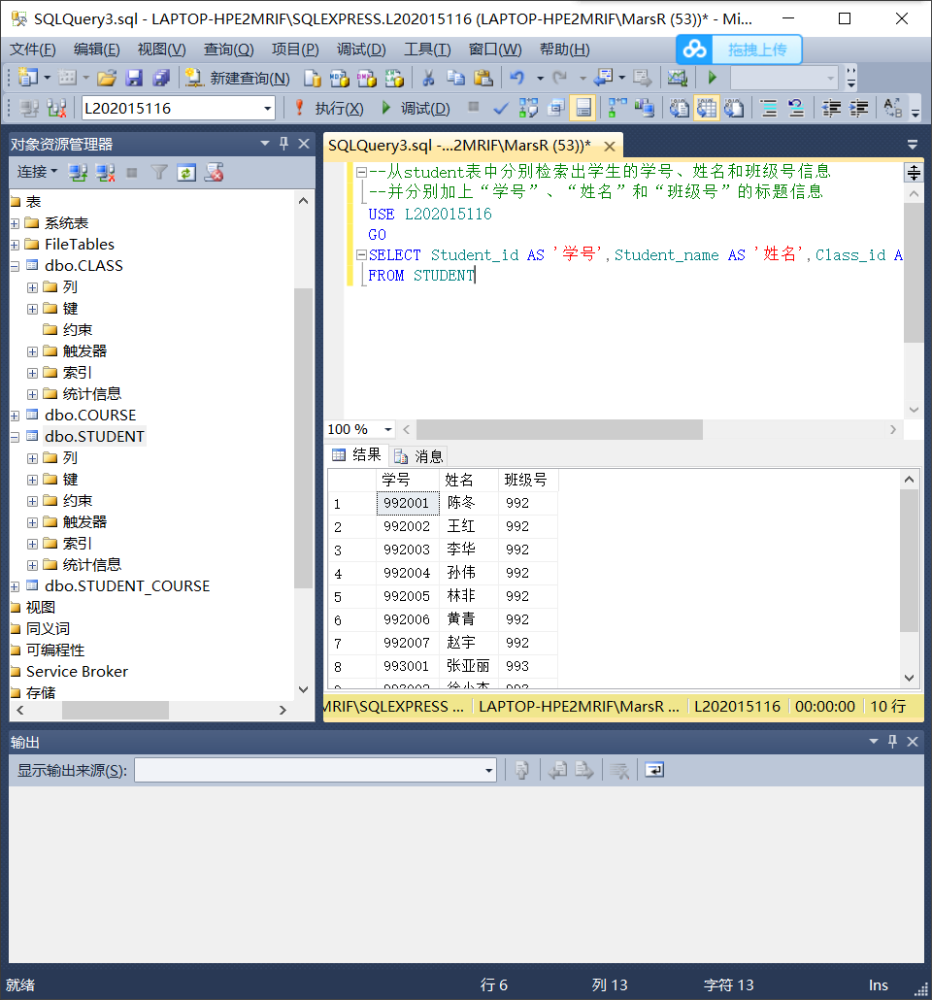 SQLQuery3.sql - LAPTOP-HPE2MRIF\SQLEXPRESS.L202015116 (LAPTOP-HPE2MRIF\MarsR (53))* - Mi...
文件(F) 编辑(E) 视图(V) 查询(Q) 项目(P) 调试(D) 工具(T) 窗口(W) 帮助(H)
拖拽上传
新建查询(N)
L202015116 执行(X) 调试(D)
对象资源管理器
连接
表
系统表
FileTables
dbo.CLASS
列
键
约束
触发器
索引
统计信息
dbo.COURSE
dbo.STUDENT
列
键
约束
触发器
索引
统计信息
dbo.STUDENT_COURSE
视图
同义词
可编程性
Service Broker
存储
SQLQuery3.sql -...2MRIF\MarsR (53))*
--从student表中分别检索出学生的学号、姓名和班级号信息
--并分别加上“学号”、“姓名”和“班级号”的标题信息
USE L202015116
GO
SELECT Student_id AS '学号',Student_name AS '姓名',Class_id A
FROM STUDENT
100 %
结果 消息
学号 姓名 班级号
1 992001 陈冬 992
2 992002 王红 992
3 992003 李华 992
4 992004 孙伟 992
5 992005 林非 992
6 992006 黄青 992
7 992007 赵宇 992
8 993001 张亚丽 993
MRIF\SQLEXPRESS ... LAPTOP-HPE2MRIF\MarsR ... L202015116 00:00:00 10 行
输出
显示输出来源(S):
就绪 行 6 列 13 字符 13 Ins